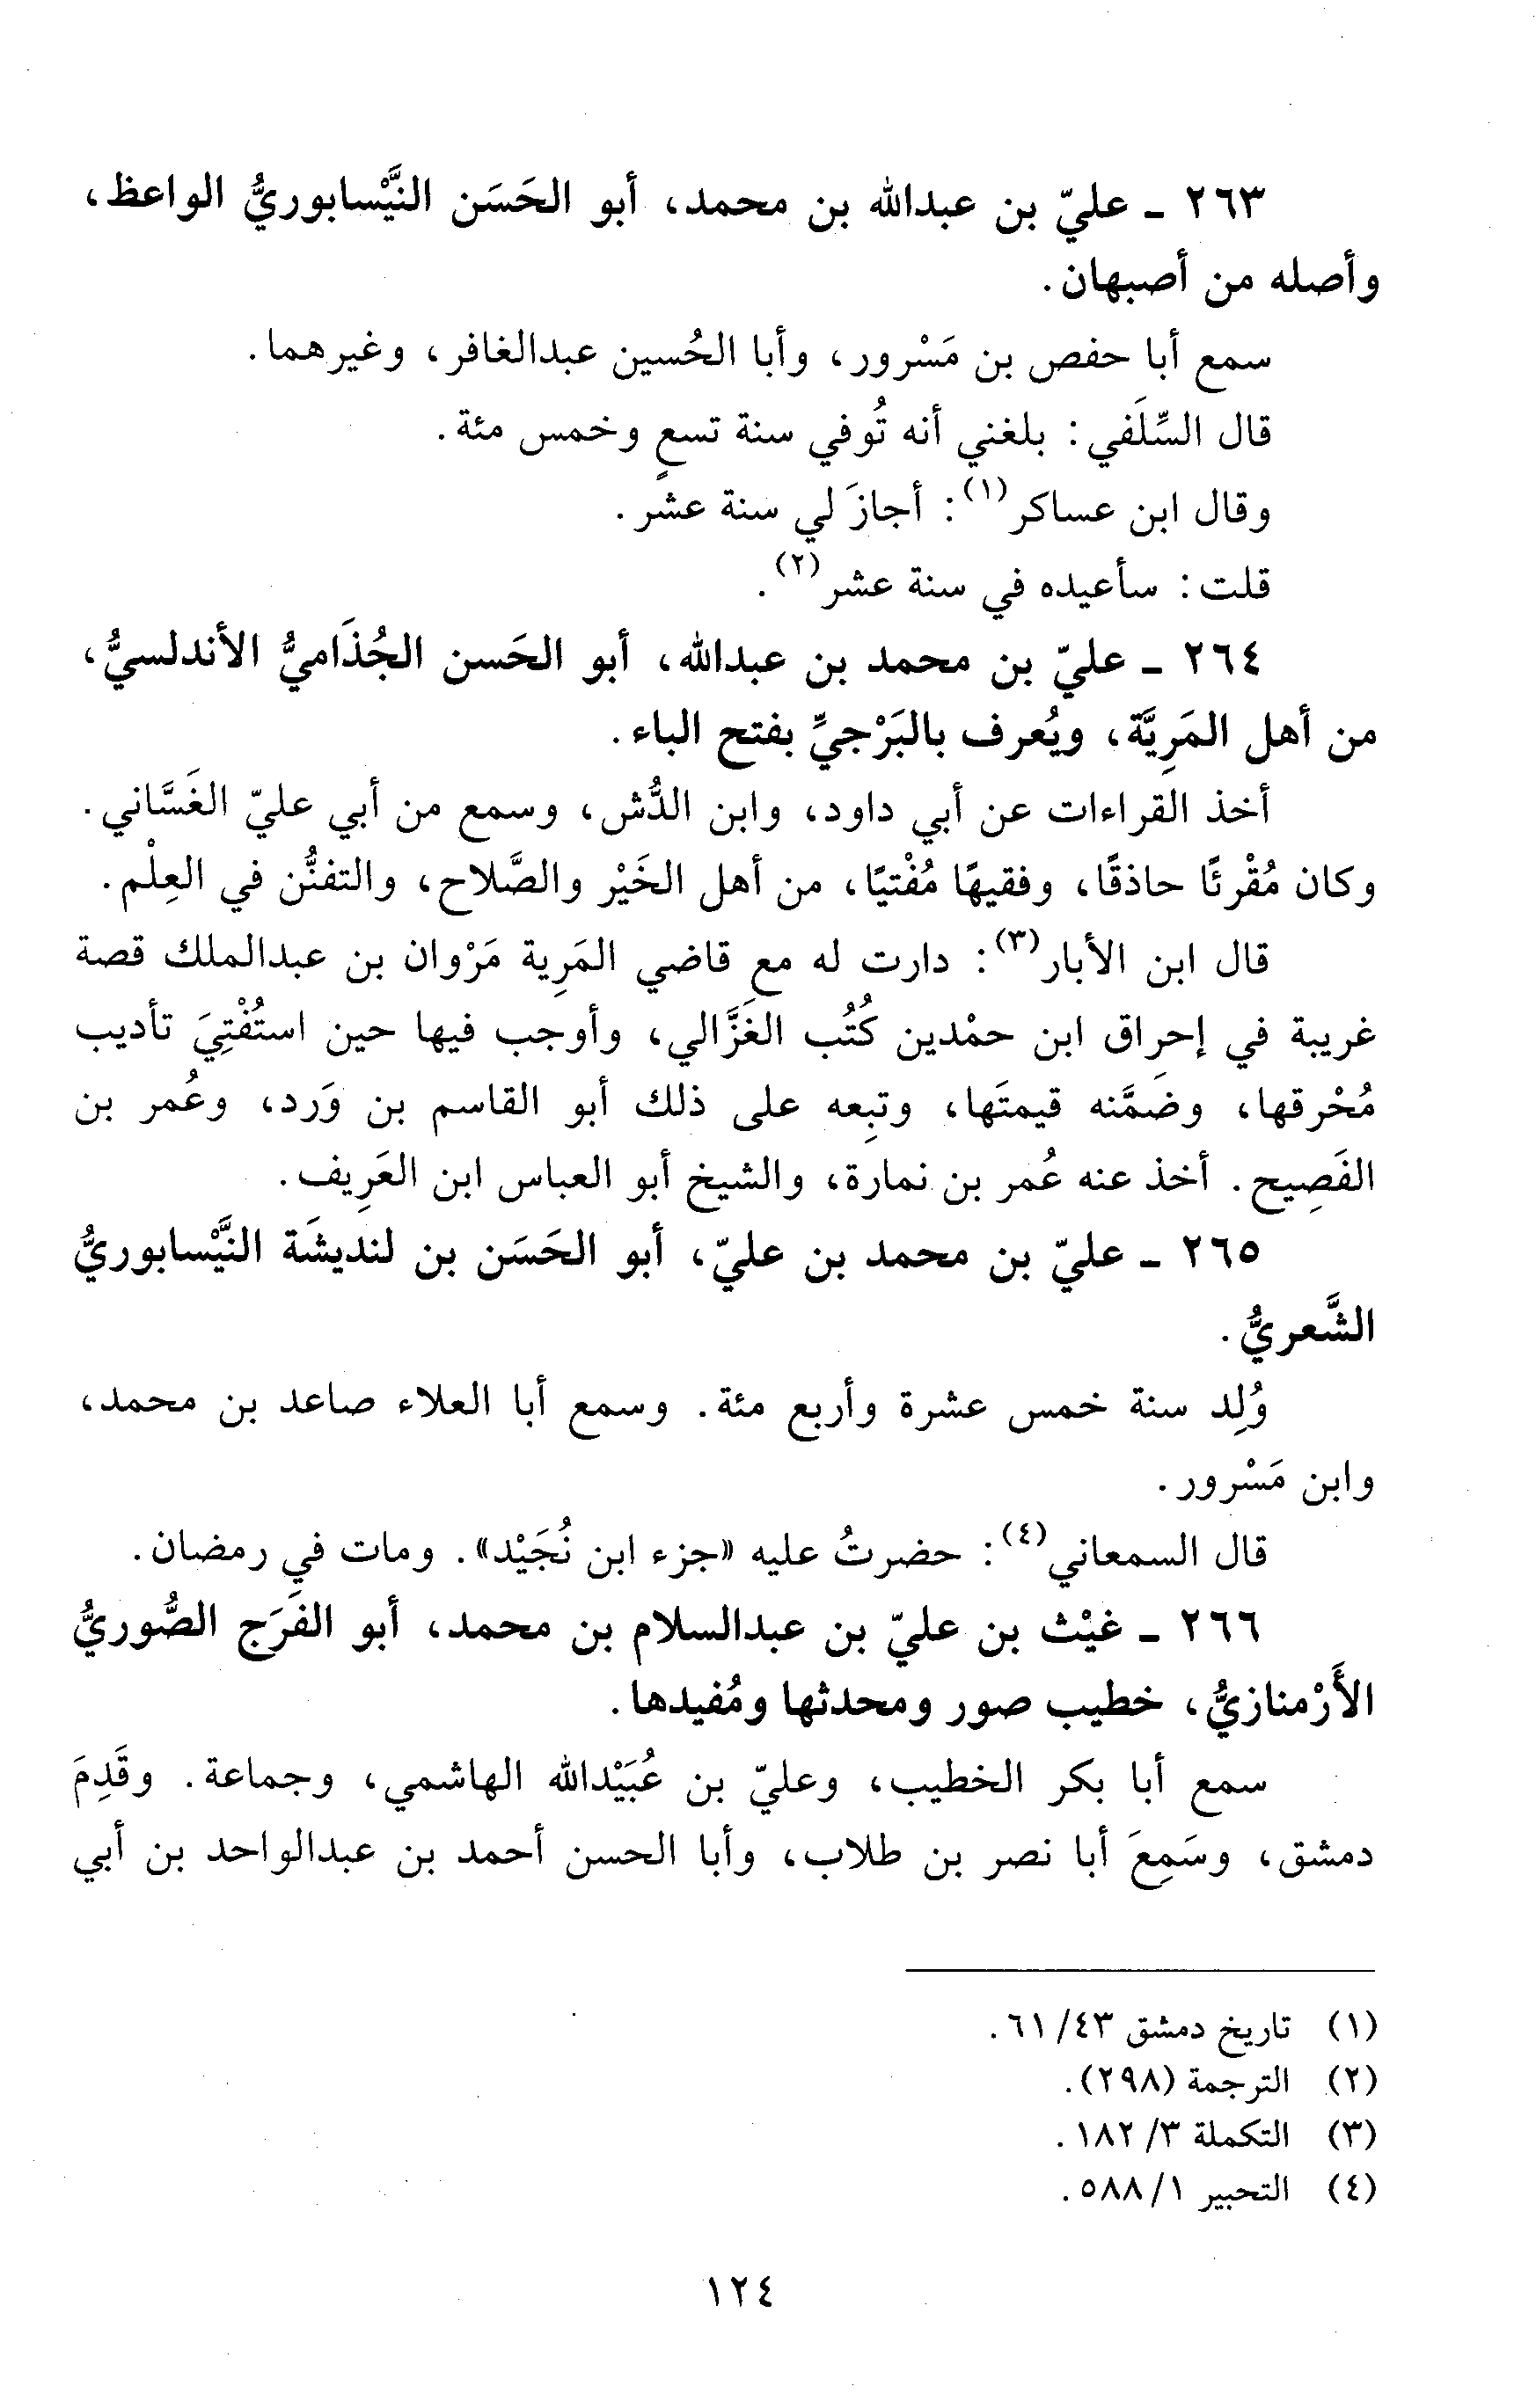 ٢٦٣ ـ عليّ بن عبدالله بن محمد، أبو الحَسَن النَّيْسابوريُّ الواعظ،
وأصله من أصبهان.
سمع أبا حفص بن مَسْرور، وأبا الحُسين عبدالغافر، وغيرهما.
قال السِّلَفي: بلغني أنه تُوفي سنة تسعٍ وخمس مئة.
وقال ابن عساكر(١): أجازَ لي سنة عشر.
قلت: سأعيده في سنة عشر(٢).
٢٦٤ ـ عليّ بن محمد بن عبدالله، أبو الحَسن الجُذَاميُّ الأندلسيُّ،
من أهل المَرِيَّة، ويُعرف بالبَرْجيِّ بفتح الباء.
أخذ القراءات عن أبي داود، وابن الدُّش، وسمع من أبي عليّ الغَسَّاني.
وكان مُقْرئًا حاذقًا، وفقيهًا مُفْتيًا، من أهل الخَيْر والصَّلاح، والتفنُّن في العِلْم.
قال ابن الأبار(٣): دارت له مع قاضي المَرِية مَرْوان بن عبدالملك قصة
غريبة في إحراق ابن حمْدين كُتُب الغَزَّالي، وأوجب فيها حين استُفْتِيَ تأديب
مُحْرِقها، وضَمَّنه قيمتَها، وتبِعه على ذلك أبو القاسم بن وَرد، وعُمر بن
الفَصِيح. أخذ عنه عُمر بن نمارة، والشيخ أبو العباس ابن العَرِيف.
٢٦٥ ـ عليّ بن محمد بن عليّ، أبو الحَسَن بن لنديشَة النَّيْسابوريُّ
الشَّعريُّ.
وُلِد سنة خمس عشرة وأربع مئة. وسمع أبا العلاء صاعد بن محمد،
وابن مَسْرور.
قال السمعاني(٤): حضرتُ عليه «جزء ابن نُجَيْد». ومات في رمضان.
٢٦٦ ـ غيْث بن عليّ بن عبدالسلام بن محمد، أبو الفَرَج الصُّوريُّ
الأَرْمنازيُّ، خطيب صور ومحدثها ومُفيدها.
سمع أبا بكر الخطيب، وعليّ بن عُبَيْدالله الهاشمي، وجماعة. وقَدِمَ
دمشق، وسَمِعَ أبا نصر بن طلاب، وأبا الحسن أحمد بن عبدالواحد بن أبي
(١) تاريخ دمشق ٤٣/ ٦١.
(٢) الترجمة (٢٩٨).
(٣) التكملة ٣/ ١٨٢.
(٤) التحبير ١/ ٥٨٨.
١٢٤